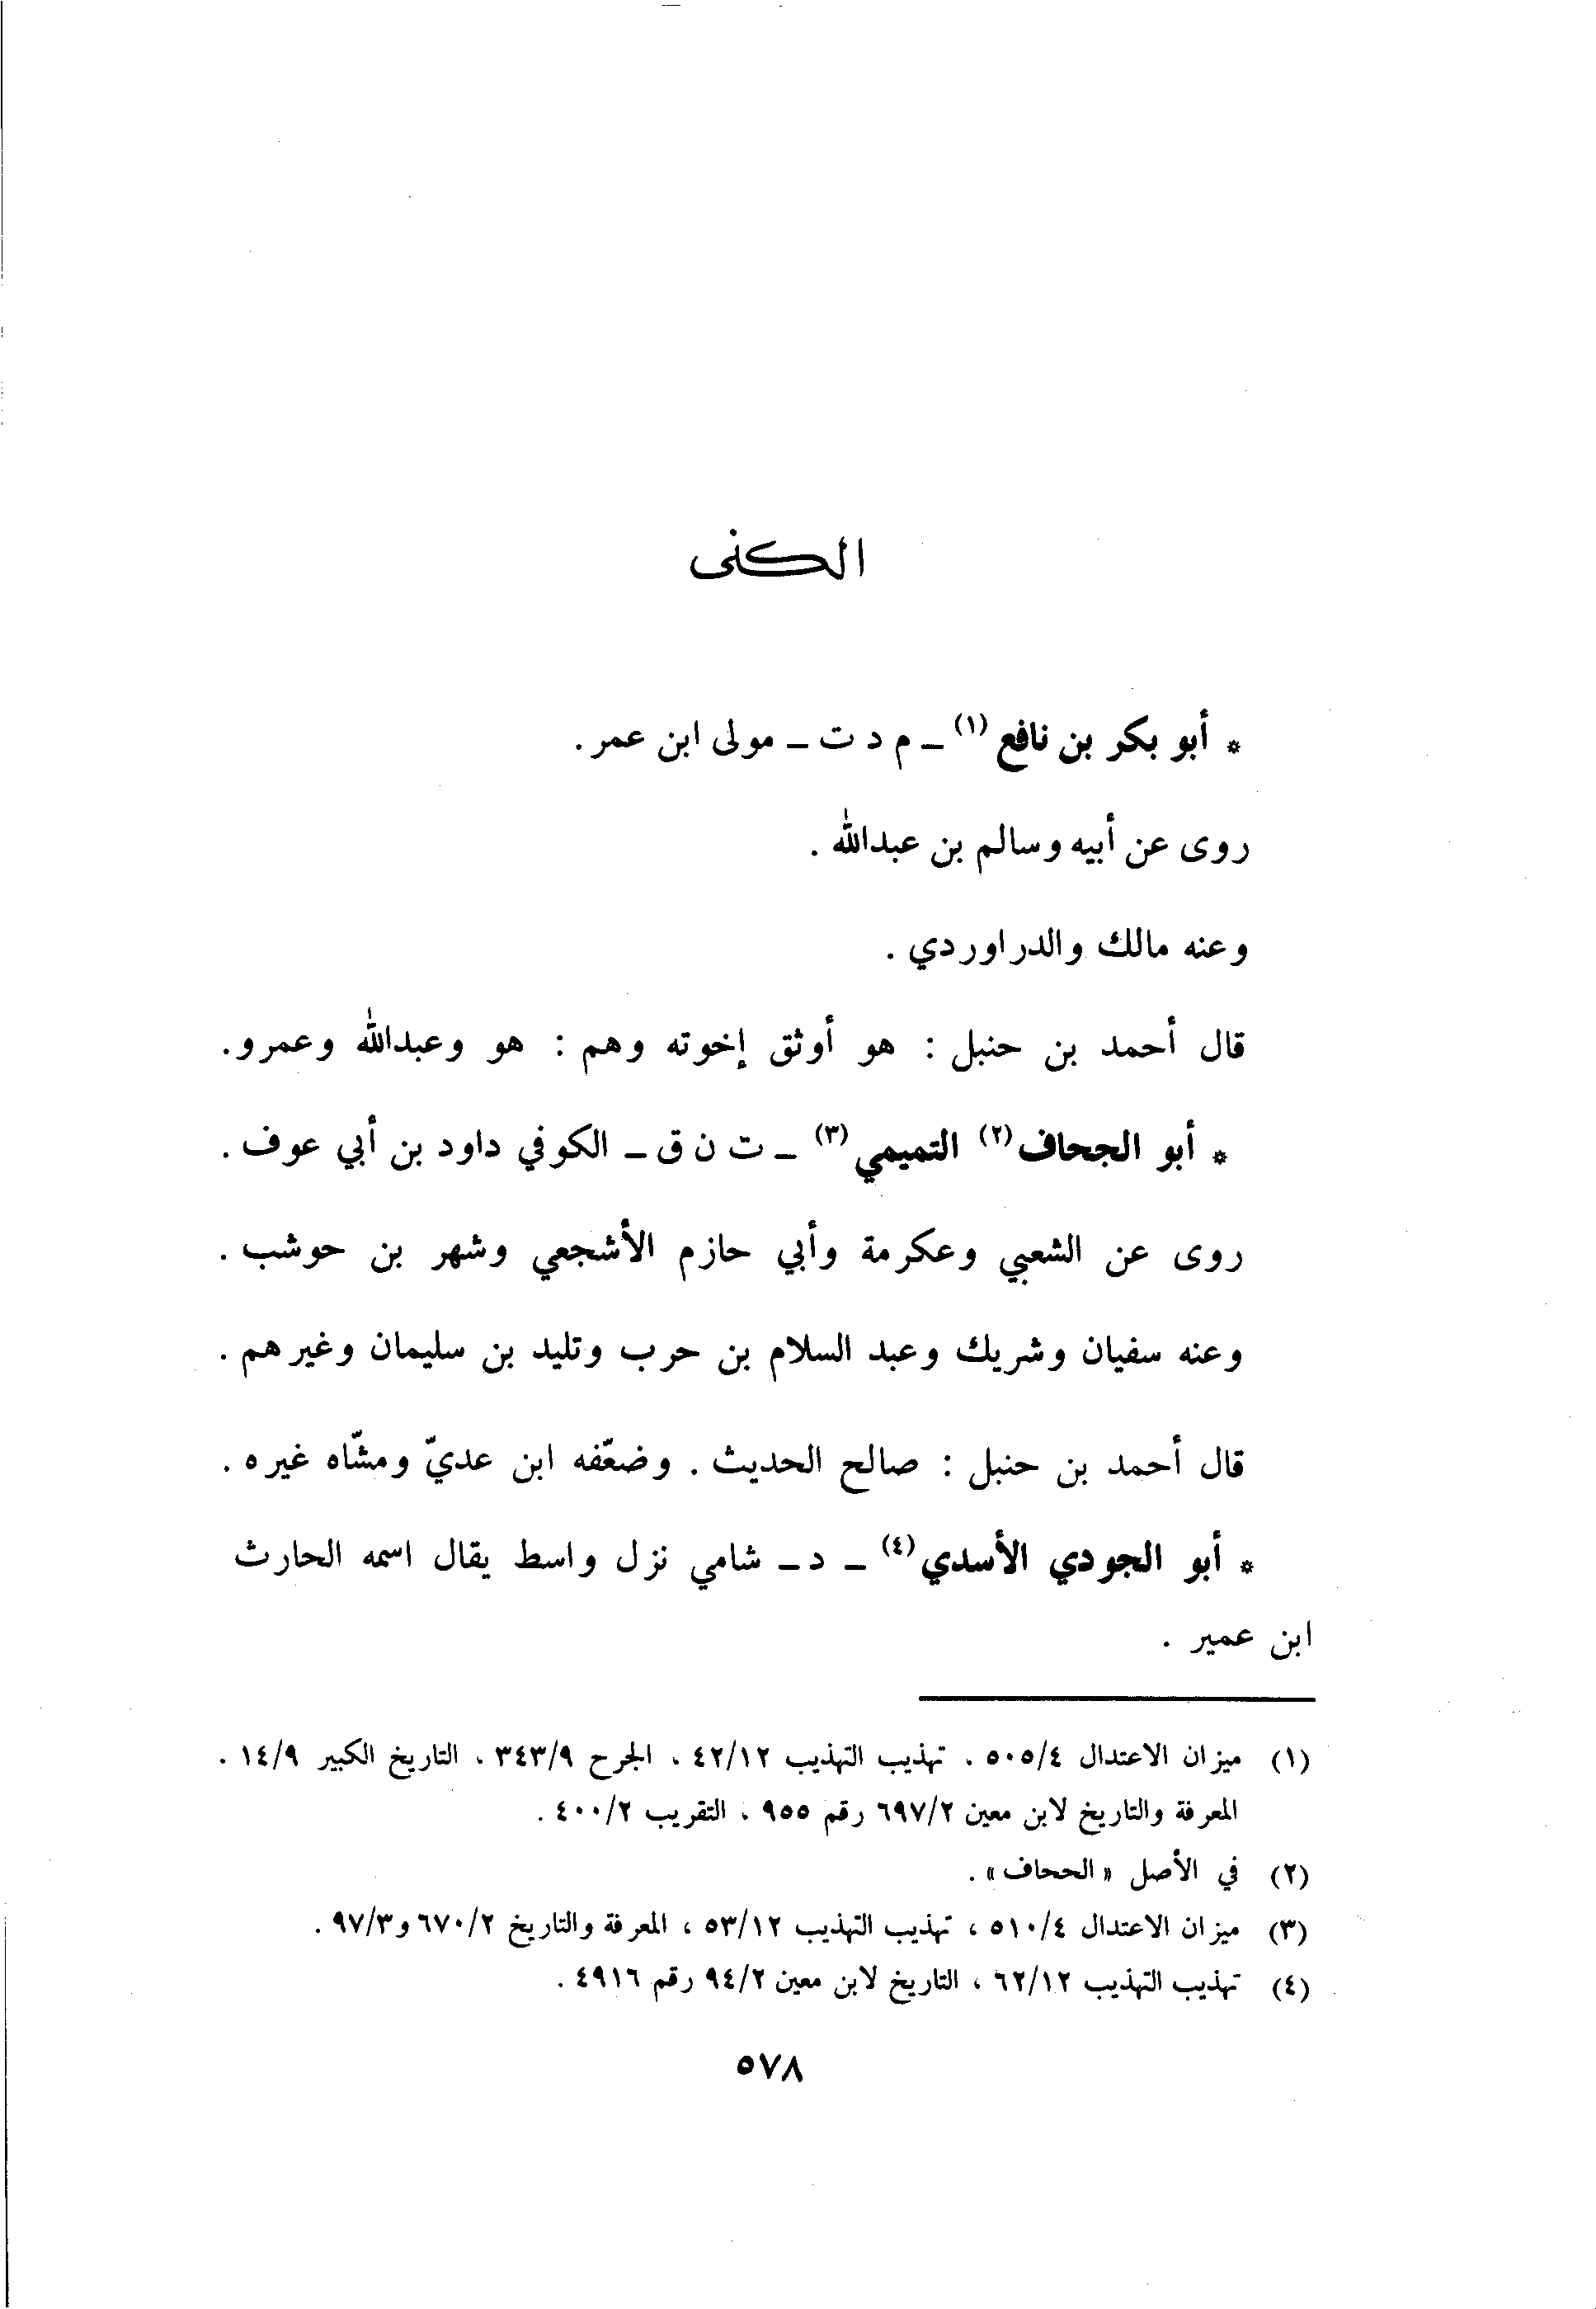 الكنى
* أبو بكر بن نافع (١) ـ م د ت ـ مولى ابن عمر.
روى عن أبيه وسالم بن عبدالله .
وعنه مالك والدراوردي .
قال أحمد بن حنبل : هو أوثق إخوته وهم : هو وعبدالله وعمرو.
* أبو الجحاف (٢) التميمي (٣) ـ ت ن ق ـ الكوفي داود بن أبي عوف .
روى عن الشعبي وعكرمة وأبي حازم الأشجعي وشهر بن حوشب .
وعنه سفيان وشريك وعبد السلام بن حرب وتليد بن سليمان وغيرهم .
قال أحمد بن حنبل : صالح الحديث . وضعّفه ابن عديّ ومشّاه غيره .
* أبو الجودي الأسدي (٤) ـ د ـ شامي نزل واسط يقال اسمه الحارث
ابن عمير .
(١) ميزان الاعتدال ٥٠٥/٤ . تهذيب التهذيب ٤٢/١٢ ، الجرح ٣٤٣/٩ ، التاريخ الكبير ١٤/٩ .
المعرفة والتاريخ لابن معين ٦٩٧/٢ رقم ٩٥٥ ، التقريب ٤٠٠/٢ .
(٢) في الأصل «الححاف» .
(٣) ميزان الاعتدال ٥١٠/٤ ، تهذيب التهذيب ٥٣/١٢ ، المعرفة والتاريخ ٦٧٠/٢ و٩٧/٣ .
(٤) تهذيب التهذيب ٦٢/١٢ ، التاريخ لابن معين ٩٤/٢ رقم ٤٩١٦ .
٥٧٨